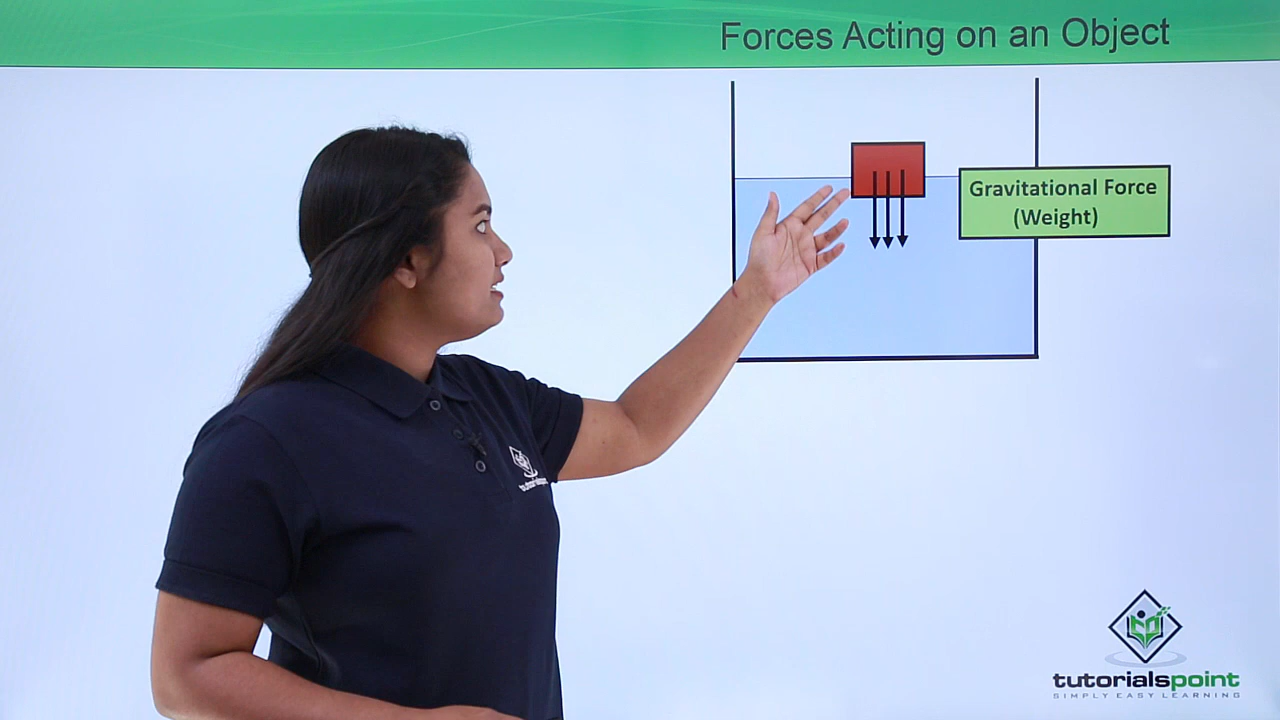 Forces Acting on an Object
Gravitational Force
(Weight)
tutorialspoint
SIMPLY EASY LEARNING